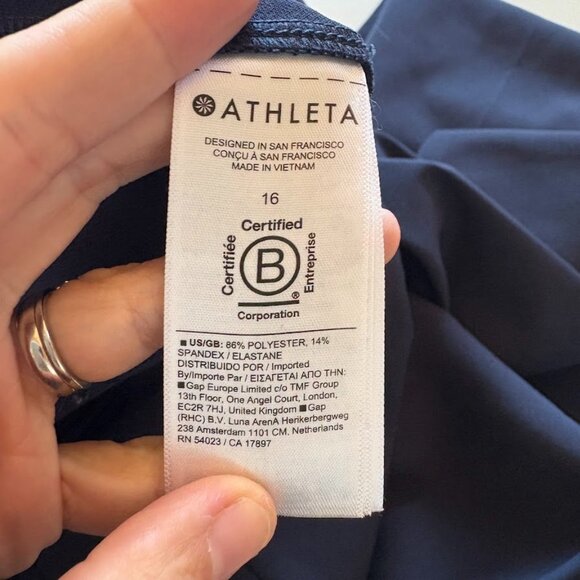 ATHLETA
DESIGNED IN SAN FRANCISCO
CONÇU À SAN FRANCISCO
MADE IN VIETNAM
16
Certified
Certifiée
B
Entreprise
®
Corporation
■ US/GB: 86% POLYESTER, 14%
SPANDEX / ELASTANE
DISTRIBUIDO POR / Imported
By/Importe Par / ΕΙΣΑΓΕΤΑΙ ΑΠΟ ΤΗΝ:
■ Gap Europe Limited c/o TMF Group
13th Floor, One Angel Court, London,
EC2R 7HJ, United Kingdom ■ Gap
(RHC) B.V. Luna ArenA Herikerbergweg
238 Amsterdam 1101 CM. Netherlands
RN 54023 / CA 17897